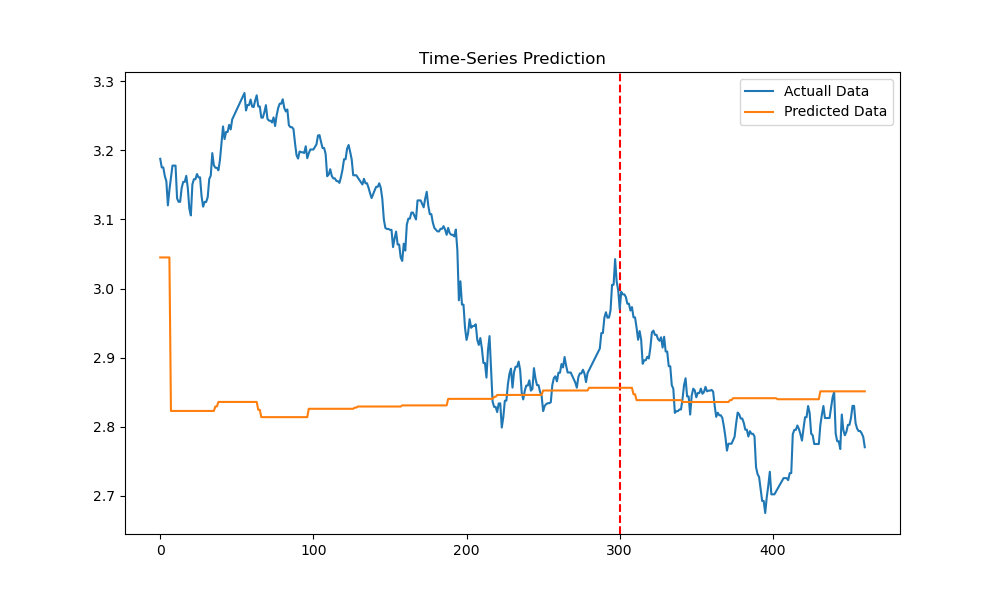 Time-Series Prediction
Actuall Data
Predicted Data
3.3
3.2
3.1
3.0
2.9
2.8
2.7
0 100 200 300 400